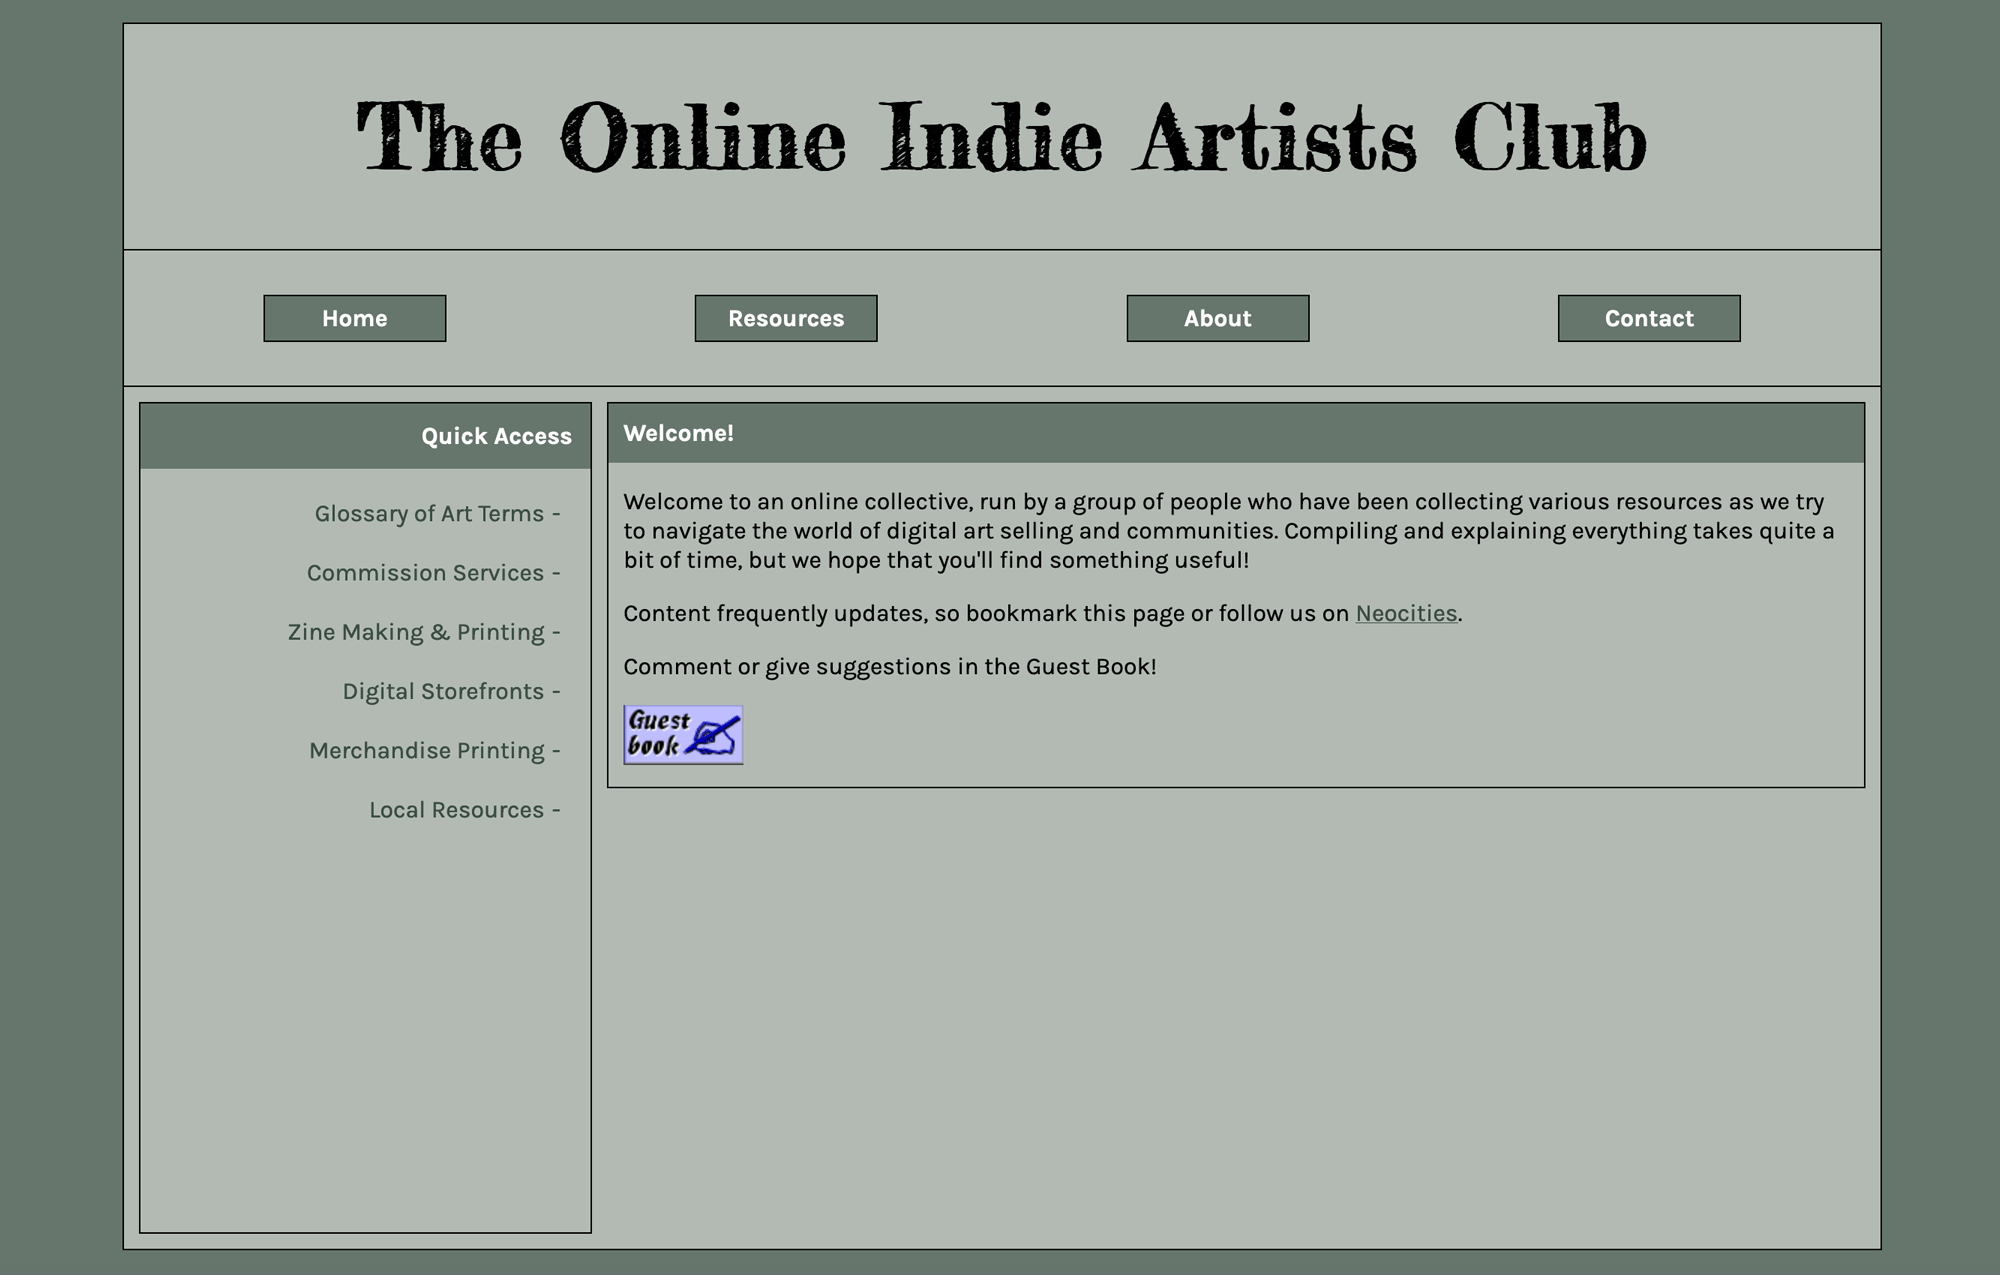 The Online Indie Artists Club
Home
Resources
About
Contact
Quick Access
Glossary of Art Terms -
Commission Services -
Zine Making & Printing -
Digital Storefronts -
Merchandise Printing -
Local Resources -
Welcome!
Welcome to an online collective, run by a group of people who have been collecting various resources as we try
to navigate the world of digital art selling and communities. Compiling and explaining everything takes quite a
bit of time, but we hope that you'll find something useful!
Content frequently updates, so bookmark this page or follow us on Neocities.
Comment or give suggestions in the Guest Book!
Guest
book